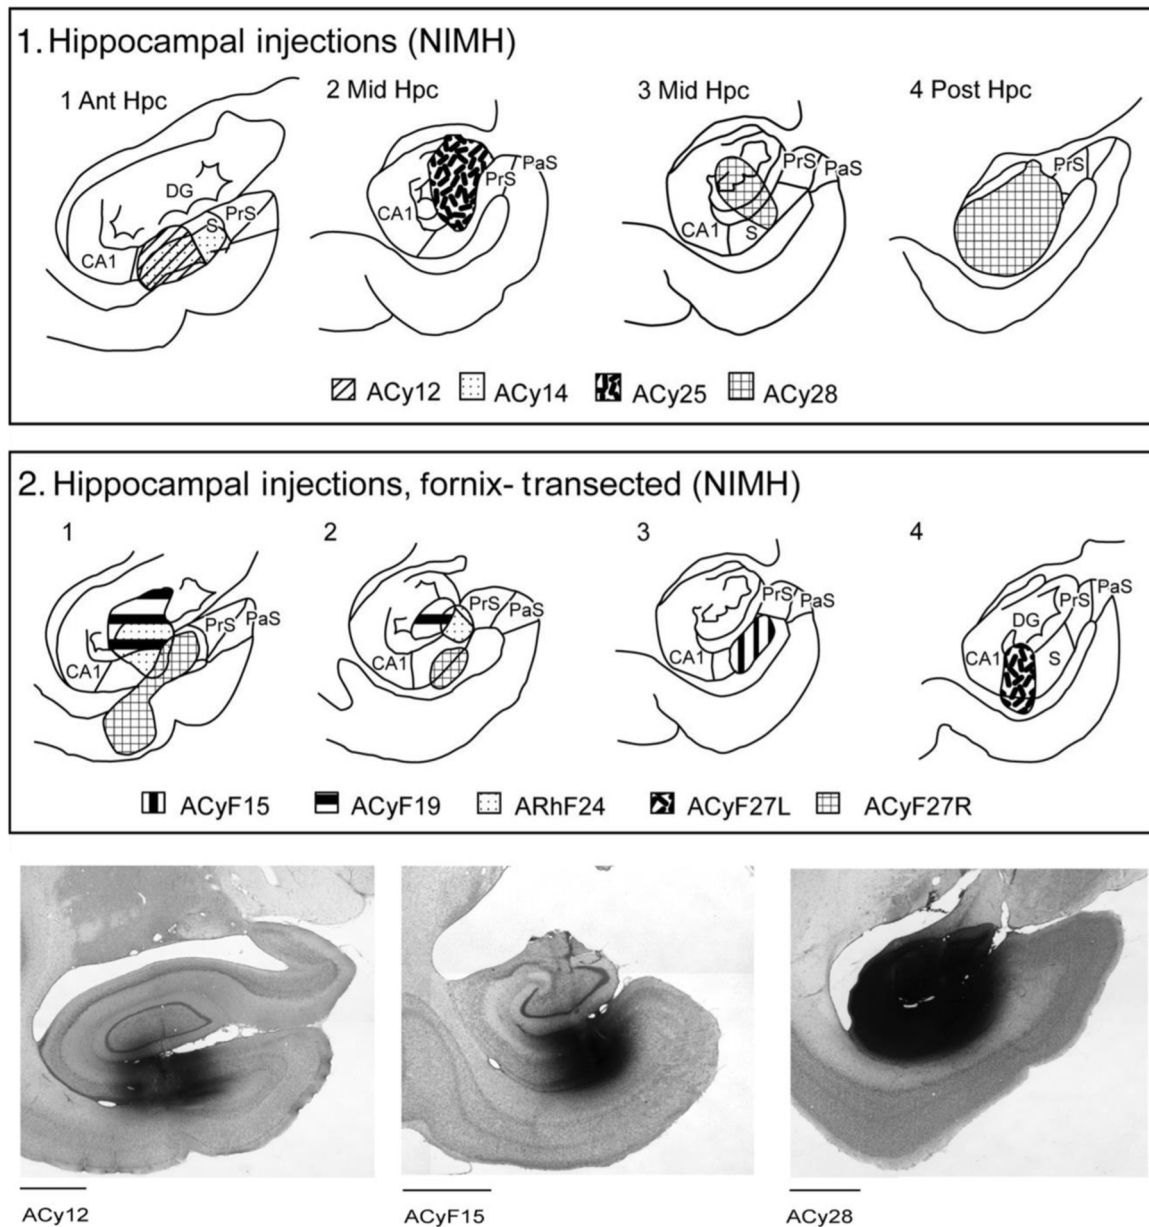 1. Hippocampal injections (NIMH)
1 Ant Hpc
2 Mid Hpc
3 Mid Hpc
4 Post Hpc
DG
S
PrS
CA1
PaS
PrS
CA1
PrS
PaS
CA1
S
PrS
ACy12
ACy14
ACy25
ACy28
2. Hippocampal injections, fornix- transected (NIMH)
1
2
3
4
PrS
PaS
CA1
PrS
PaS
CA1
PrS
PaS
CA1
PaS
PrS
DG
CA1
S
ACyF15
ACyF19
ARhF24
ACyF27L
ACyF27R
ACy12
ACyF15
ACy28